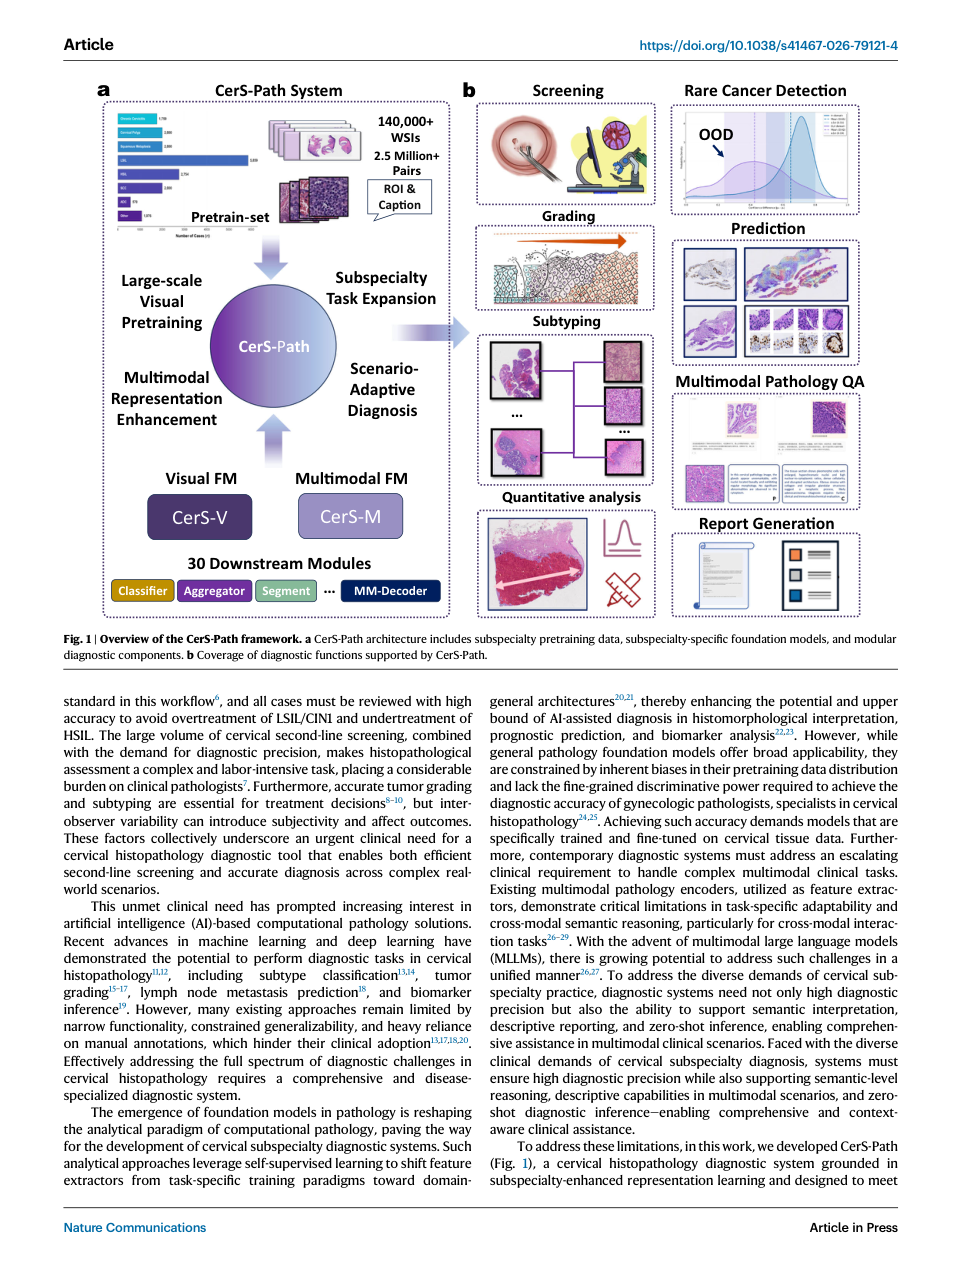 Article
https://doi.org/10.1038/s41467-026-79121-4
a
CerS-Path System
140,000+
WSIs
2.5 Million+
Pairs
ROI &
Caption
Pretrain-set
Number of Cases (n)
Large-scale
Visual
Pretraining
Subspecialty
Task Expansion
CerS-Path
Multimodal
Representation
Enhancement
Scenario-
Adaptive
Diagnosis
Visual FM
Multimodal FM
CerS-V
CerS-M
30 Downstream Modules
Classifier
Aggregator
Segment
...
MM-Decoder
b
Screening
Rare Cancer Detection
OOD
Grading
Prediction
Subtyping
...
...
Multimodal Pathology QA
P
C
Quantitative analysis
Report Generation
Fig. 1 | Overview of the CerS-Path framework. a CerS-Path architecture includes subspecialty pretraining data, subspecialty-specific foundation models, and modular
diagnostic components. b Coverage of diagnostic functions supported by CerS-Path.
standard in this workflow6, and all cases must be reviewed with high
accuracy to avoid overtreatment of LSIL/CIN1 and undertreatment of
HSIL. The large volume of cervical second-line screening, combined
with the demand for diagnostic precision, makes histopathological
assessment a complex and labor-intensive task, placing a considerable
burden on clinical pathologists7. Furthermore, accurate tumor grading
and subtyping are essential for treatment decisions8–10, but inter-
observer variability can introduce subjectivity and affect outcomes.
These factors collectively underscore an urgent clinical need for a
cervical histopathology diagnostic tool that enables both efficient
second-line screening and accurate diagnosis across complex real-
world scenarios.
This unmet clinical need has prompted increasing interest in
artificial intelligence (AI)-based computational pathology solutions.
Recent advances in machine learning and deep learning have
demonstrated the potential to perform diagnostic tasks in cervical
histopathology11,12, including subtype classification13,14, tumor
grading15–17, lymph node metastasis prediction18, and biomarker
inference19. However, many existing approaches remain limited by
narrow functionality, constrained generalizability, and heavy reliance
on manual annotations, which hinder their clinical adoption13,17,18,20.
Effectively addressing the full spectrum of diagnostic challenges in
cervical histopathology requires a comprehensive and disease-
specialized diagnostic system.
The emergence of foundation models in pathology is reshaping
the analytical paradigm of computational pathology, paving the way
for the development of cervical subspecialty diagnostic systems. Such
analytical approaches leverage self-supervised learning to shift feature
extractors from task-specific training paradigms toward domain-
general architectures20,21, thereby enhancing the potential and upper
bound of AI-assisted diagnosis in histomorphological interpretation,
prognostic prediction, and biomarker analysis22,23. However, while
general pathology foundation models offer broad applicability, they
are constrained by inherent biases in their pretraining data distribution
and lack the fine-grained discriminative power required to achieve the
diagnostic accuracy of gynecologic pathologists, specialists in cervical
histopathology24,25. Achieving such accuracy demands models that are
specifically trained and fine-tuned on cervical tissue data. Further-
more, contemporary diagnostic systems must address an escalating
clinical requirement to handle complex multimodal clinical tasks.
Existing multimodal pathology encoders, utilized as feature extrac-
tors, demonstrate critical limitations in task-specific adaptability and
cross-modal semantic reasoning, particularly for cross-modal interac-
tion tasks26–29. With the advent of multimodal large language models
(MLLMs), there is growing potential to address such challenges in a
unified manner26,27. To address the diverse demands of cervical sub-
specialty practice, diagnostic systems need not only high diagnostic
precision but also the ability to support semantic interpretation,
descriptive reporting, and zero-shot inference, enabling comprehen-
sive assistance in multimodal clinical scenarios. Faced with the diverse
clinical demands of cervical subspecialty diagnosis, systems must
ensure high diagnostic precision while also supporting semantic-level
reasoning, descriptive capabilities in multimodal scenarios, and zero-
shot diagnostic inference—enabling comprehensive and context-
aware clinical assistance.
To address these limitations, in this work, we developed CerS-Path
(Fig. 1), a cervical histopathology diagnostic system grounded in
subspecialty-enhanced representation learning and designed to meet
Nature Communications
Article in Press